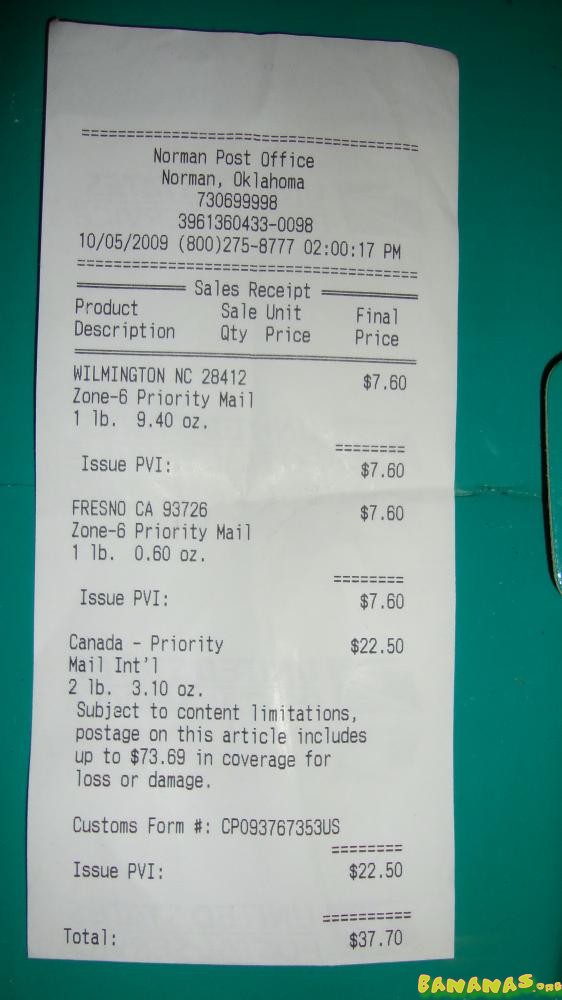 ===================================
Norman Post Office
Norman, Oklahoma
730699998
3961360433-0098
10/05/2009 (800)275-8777 02:00:17 PM
===================================
Sales Receipt
Product Sale Unit Final
Description Qty Price Price
WILMINGTON NC 28412 $7.60
Zone-6 Priority Mail
1 lb. 9.40 oz.
========
Issue PVI: $7.60
FRESNO CA 93726 $7.60
Zone-6 Priority Mail
1 lb. 0.60 oz.
========
Issue PVI: $7.60
Canada - Priority $22.50
Mail Int'l
2 lb. 3.10 oz.
Subject to content limitations,
postage on this article includes
up to $73.69 in coverage for
loss or damage.
Customs Form #: CP093767353US
========
Issue PVI: $22.50
==========
Total: $37.70
BANANAS.org